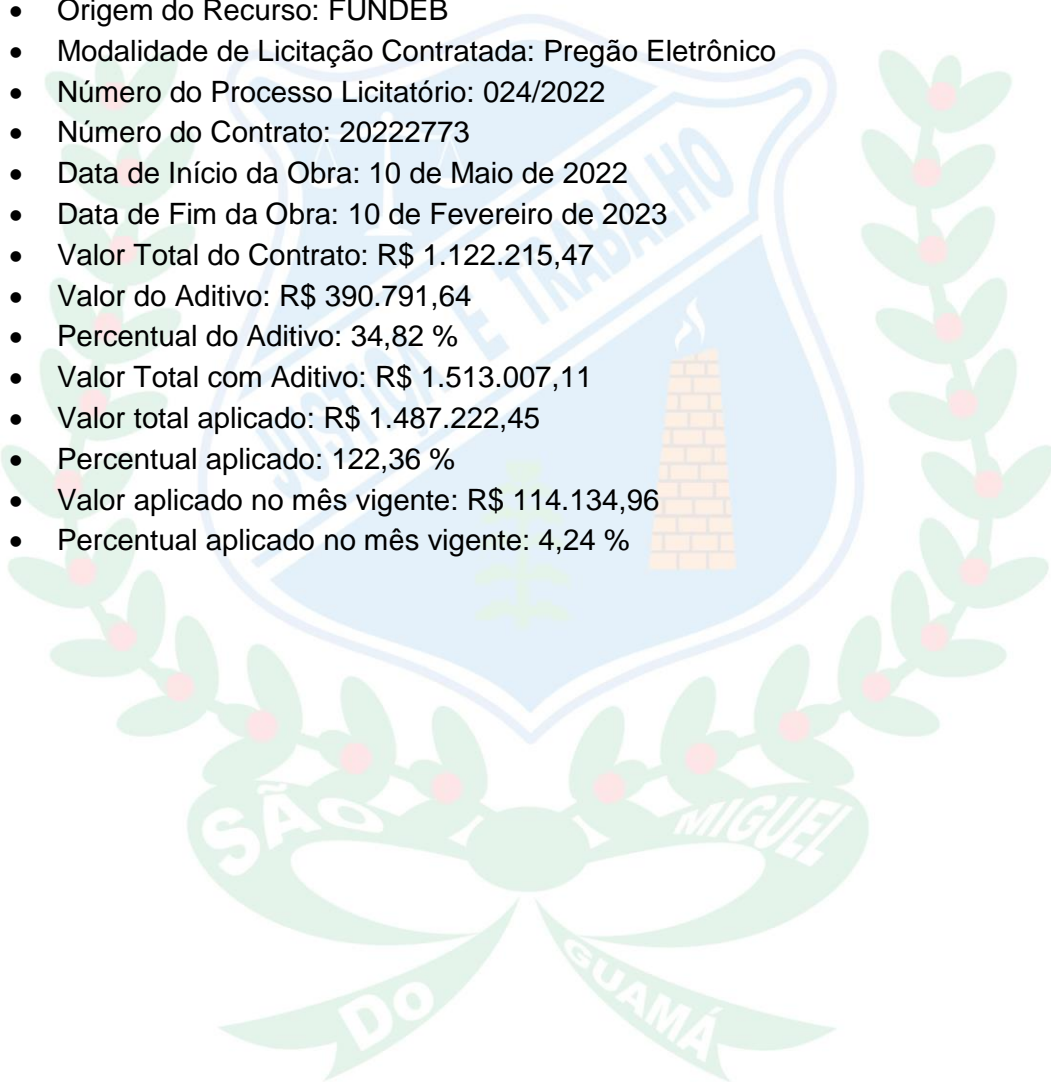 • Origem do Recurso: FUNDEB
• Modalidade de Licitação Contratada: Pregão Eletrônico
• Número do Processo Licitatório: 024/2022
• Número do Contrato: 20222773
• Data de Início da Obra: 10 de Maio de 2022
• Data de Fim da Obra: 10 de Fevereiro de 2023
• Valor Total do Contrato: R$ 1.122.215,47
• Valor do Aditivo: R$ 390.791,64
• Percentual do Aditivo: 34,82 %
• Valor Total com Aditivo: R$ 1.513.007,11
• Valor total aplicado: R$ 1.487.222,45
• Percentual aplicado: 122,36 %
• Valor aplicado no mês vigente: R$ 114.134,96
• Percentual aplicado no mês vigente: 4,24 %
JUSTIÇA E TRABALHO
SÃO MIGUEL
DO GUAMÁ